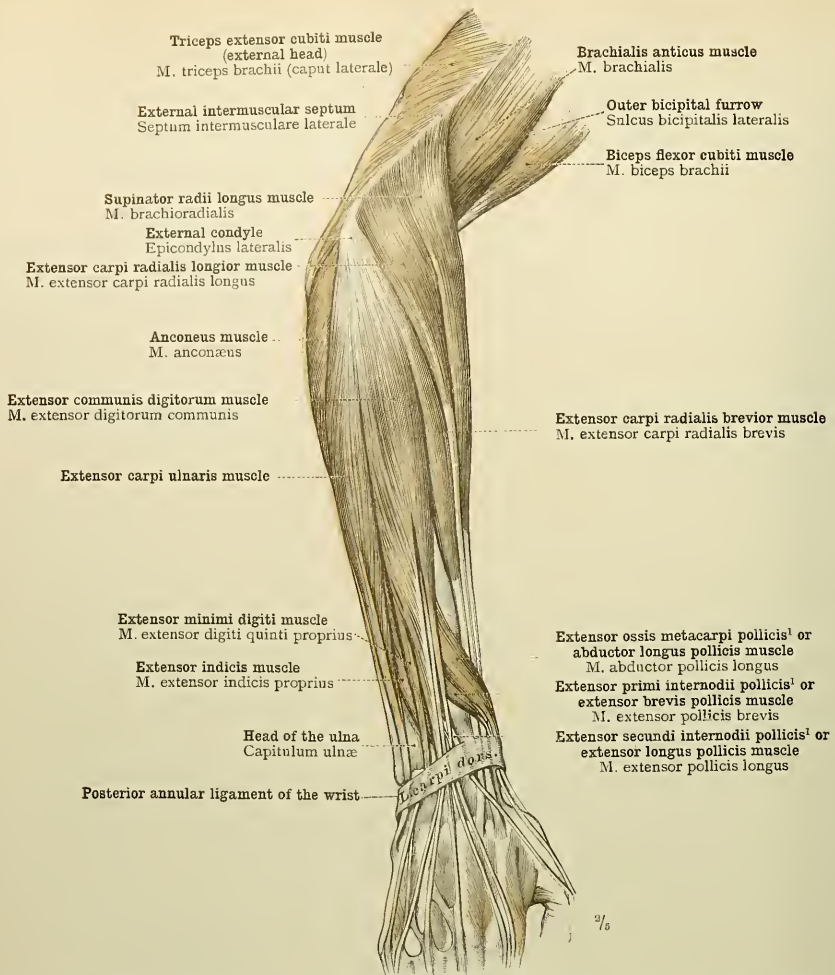 Triceps extensor cubiti muscle
(external head)
M. triceps brachii (caput laterale)
External intermuscular septum
Septum intermusculare laterale
Supinator radii longus muscle
M. brachioradialis
External condyle
Epicondylus lateralis
Extensor carpi radialis longior muscle
M. extensor carpi radialis longus
Anconeus muscle
M. anconæus
Extensor communis digitorum muscle
M. extensor digitorum communis
Extensor carpi ulnaris muscle
Extensor minimi digiti muscle
M. extensor digiti quinti proprius
Extensor indicis muscle
M. extensor indicis proprius
Head of the ulna
Capitulum ulnæ
Posterior annular ligament of the wrist
Brachialis anticus muscle
M. brachialis
Outer bicipital furrow
Sulcus bicipitalis lateralis
Biceps flexor cubiti muscle
M. biceps brachii
Extensor carpi radialis brevior muscle
M. extensor carpi radialis brevis
Extensor ossis metacarpi pollicis¹ or
abductor longus pollicis muscle
M. abductor pollicis longus
Extensor primi internodii pollicis¹ or
extensor brevis pollicis muscle
M. extensor pollicis brevis
Extensor secundi internodii pollicis¹ or
extensor longus pollicis muscle
M. extensor pollicis longus
L. carpi dors.
2/5